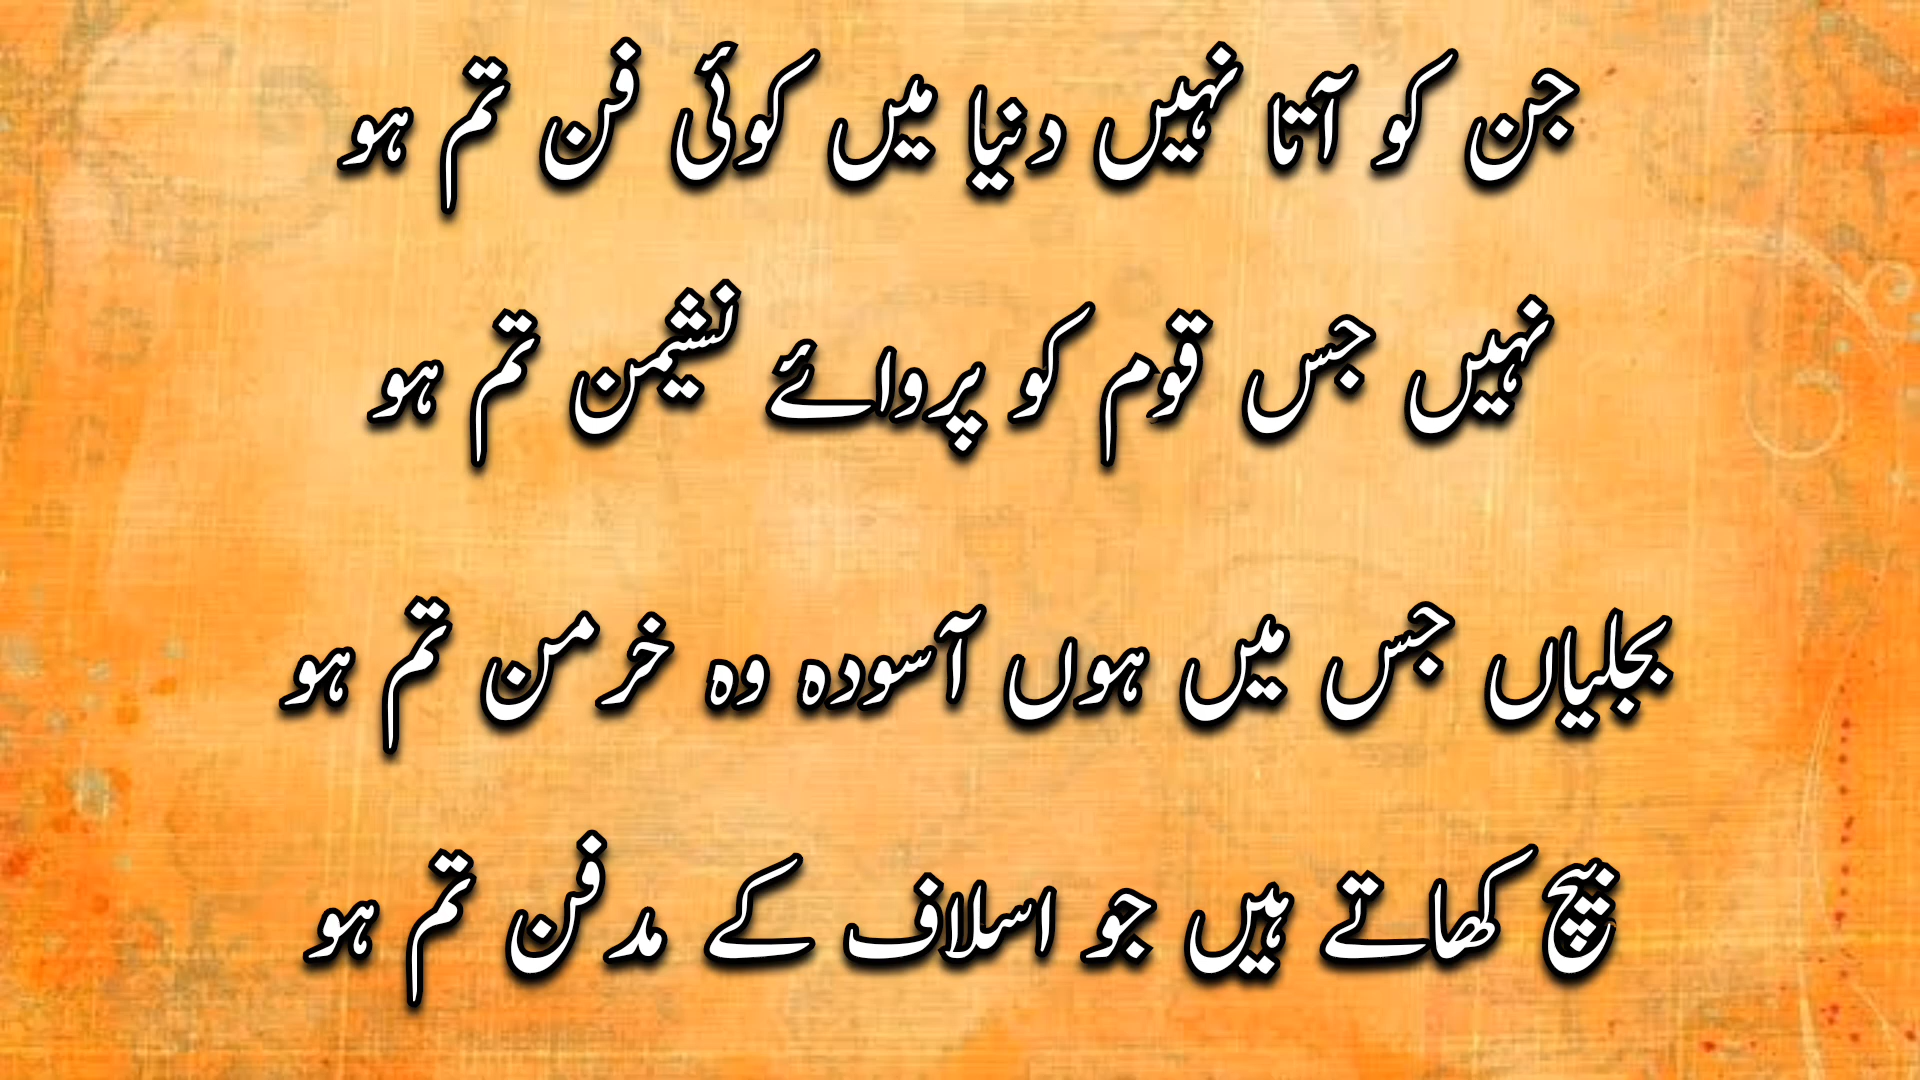 جن کو آتا نہیں دنیا میں کوئی فن تم ہو
نہیں جس قوم کو پروائے نشیمن تم ہو
بجلیاں جس میں ہوں آسودہ وہ خرمن تم ہو
بیچ کھاتے ہیں جو اسلاف کے مدفن تم ہو